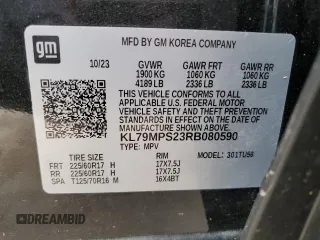 gm
MFD BY GM KOREA COMPANY
10/23 GVWR GAWR FRT GAWR RR
1900 KG 1060 KG 1060 KG
4189 LB 2336 LB 2336 LB
THIS VEHICLE CONFORMS TO ALL
APPLICABLE U.S. FEDERAL MOTOR
VEHICLE SAFETY AND THEFT PREVENTION
STANDARDS IN EFFECT ON THE DATE OF
MANUFACTURE SHOWN ABOVE.
KL79MPS23RB080590
TYPE: MPV MODEL: 301TU56
TIRE SIZE RIM
FRT 225/60R17 H 17X7.5J
RR 225/60R17 H 17X7.5J
SPA T125/70R16 M 16X4BT
DREAMBID